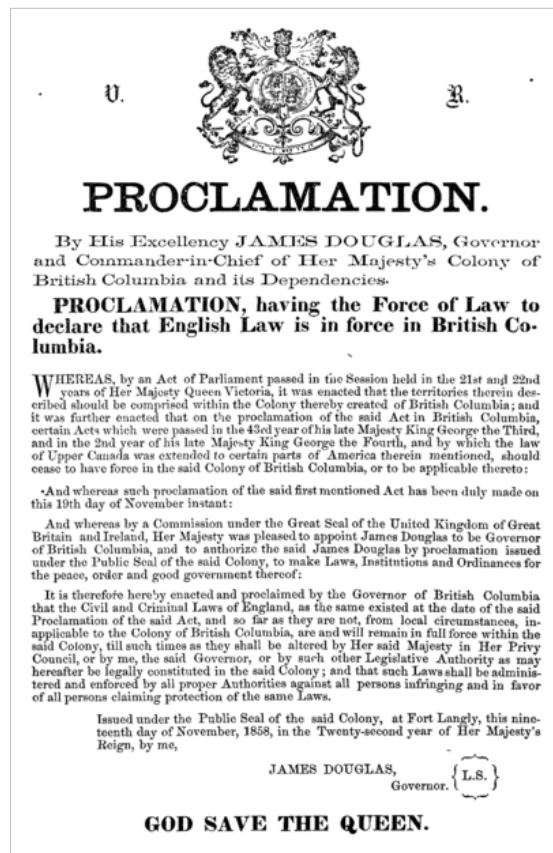 V. R.
PROCLAMATION.
By His Excellency JAMES DOUGLAS, Governor
and Commander-in-Chief of Her Majesty's Colony of
British Columbia and its Dependencies.
PROCLAMATION, having the Force of Law to
declare that English Law is in force in British Co-
lumbia.
WHEREAS, by an Act of Parliament passed in the Session held in the 21st and 22nd
years of Her Majesty Queen Victoria, it was enacted that the territories therein des-
cribed should be comprised within the Colony thereby created of British Columbia; and
it was further enacted that on the proclamation of the said Act in British Columbia,
certain Acts which were passed in the 43rd year of his late Majesty King George the Third,
and in the 2nd year of his late Majesty King George the Fourth, and by which the law
of Upper Canada was extended to certain parts of America therein mentioned, should
cease to have force in the said Colony of British Columbia, or to be applicable thereto:
And whereas such proclamation of the said first mentioned Act has been duly made on
this 19th day of November instant:
And whereas by a Commission under the Great Seal of the United Kingdom of Great
Britain and Ireland, Her Majesty was pleased to appoint James Douglas to be Governor
of British Columbia, and to authorize the said James Douglas by proclamation issued
under the Public Seal of the said Colony, to make Laws, Institutions and Ordinances for
the peace, order and good government thereof:
It is therefore hereby enacted and proclaimed by the Governor of British Columbia
that the Civil and Criminal Laws of England, as the same existed at the date of the said
Proclamation of the said Act, and so far as they are not, from local circumstances, in-
applicable to the Colony of British Columbia, are and will remain in full force within the
said Colony, till such times as they shall be altered by Her said Majesty in Her Privy
Council, or by me, the said Governor, or by such other Legislative Authority as may
hereafter be legally constituted in the said Colony; and that such Laws shall be adminis-
tered and enforced by all proper Authorities against all persons infringing and in favor
of all persons claiming protection of the same Laws.
Issued under the Public Seal of the said Colony, at Fort Langly, this nine-
teenth day of November, 1858, in the Twenty-second year of Her Majesty's
Reign, by me,
JAMES DOUGLAS,
Governor. {L.S.}
GOD SAVE THE QUEEN.